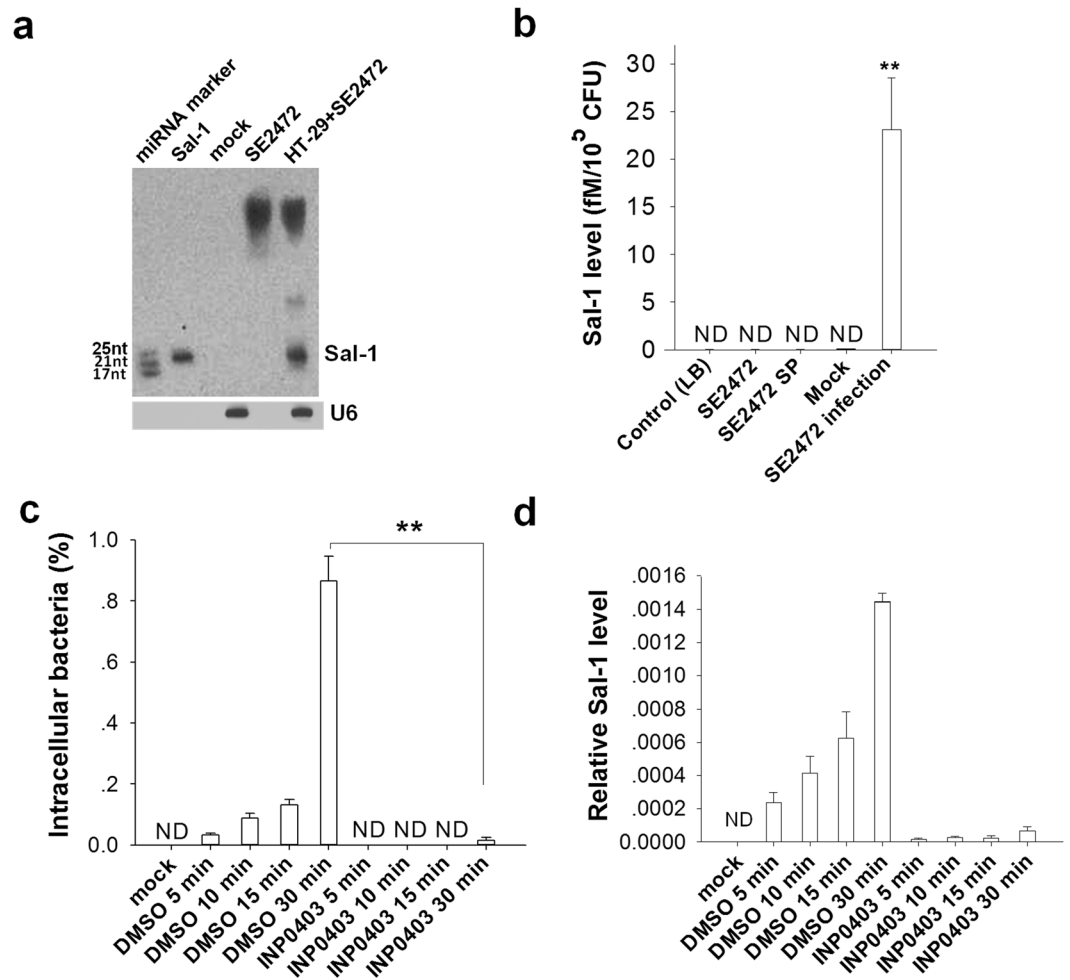 a
miRNA marker
Sal-1
mock
SE2472
HT-29+SE2472
25nt
21nt
17nt
Sal-1
U6
b
Sal-1 level (fM/10⁵ CFU)
30
25
20
15
10
5
0
**
ND
ND
ND
ND
Control (LB)
SE2472
SE2472 SP
Mock
SE2472 infection
c
Intracellular bacteria (%)
1.0
.8
.6
.4
.2
0.0
**
ND
ND
ND
ND
mock
DMSO 5 min
DMSO 10 min
DMSO 15 min
DMSO 30 min
INP0403 5 min
INP0403 10 min
INP0403 15 min
INP0403 30 min
d
Relative Sal-1 level
.0016
.0014
.0012
.0010
.0008
.0006
.0004
.0002
0.0000
ND
mock
DMSO 5 min
DMSO 10 min
DMSO 15 min
DMSO 30 min
INP0403 5 min
INP0403 10 min
INP0403 15 min
INP0403 30 min